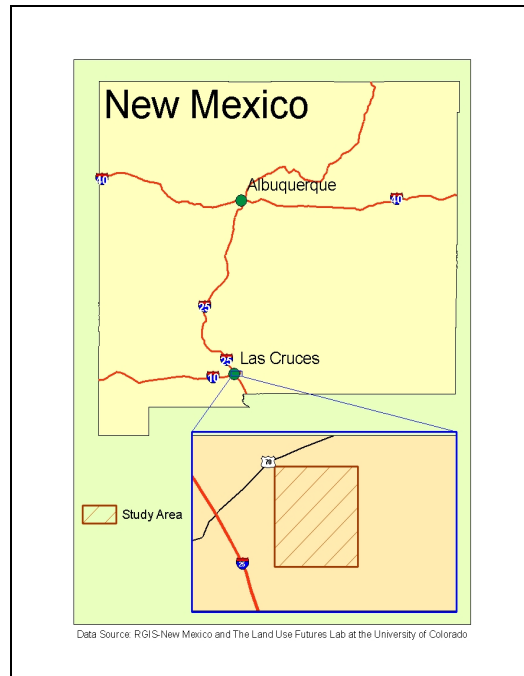 New Mexico
Albuquerque
40
40
25
25
Las Cruces
10
70
Study Area
25
Data Source: RGIS-New Mexico and The Land Use Futures Lab at the University of Colorado